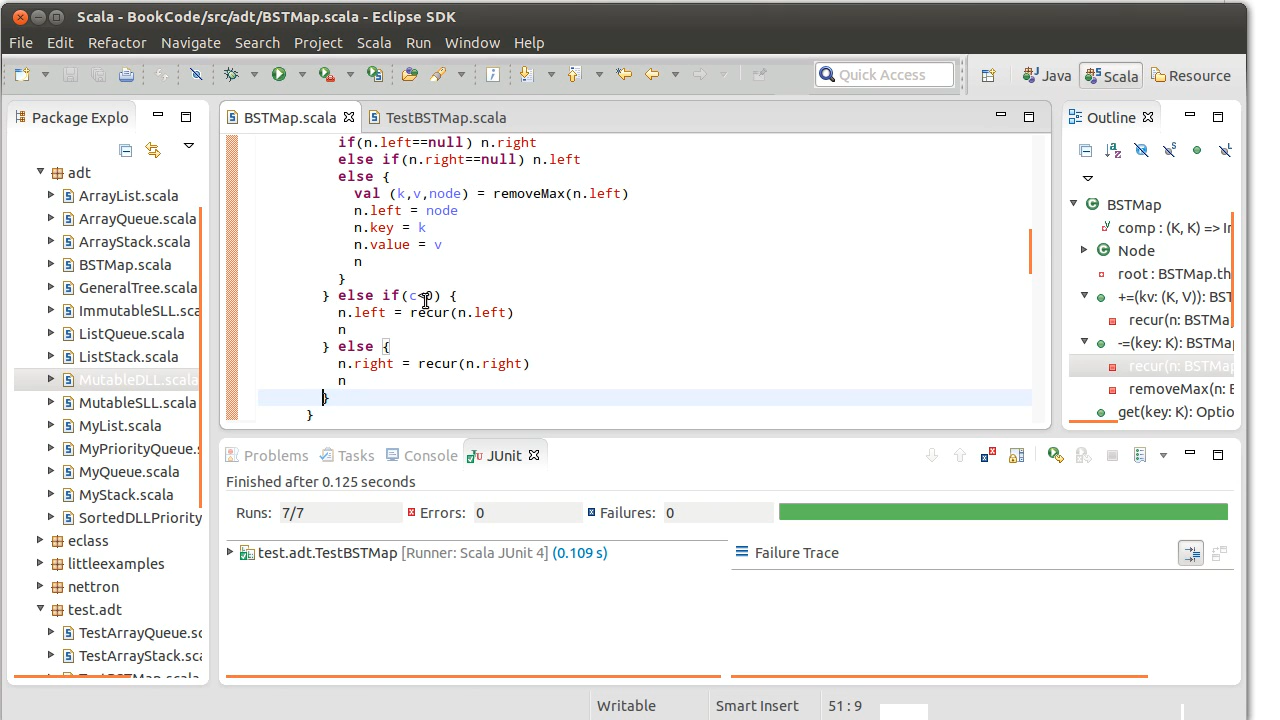 Scala - BookCode/src/adt/BSTMap.scala - Eclipse SDK
File Edit Refactor Navigate Search Project Scala Run Window Help
Quick Access
Java
Scala
Resource
Package Explo
adt
ArrayList.scala
ArrayQueue.scala
ArrayStack.scala
BSTMap.scala
GeneralTree.scala
ImmutableSLL.sca
ListQueue.scala
ListStack.scala
MutableDLL.scala
MutableSLL.scala
MyList.scala
MyPriorityQueue.s
MyQueue.scala
MyStack.scala
SortedDLLPriority
eclass
littleexamples
nettron
test.adt
TestArrayQueue.sc
TestArrayStack.sca
TestBSTMap.scala
BSTMap.scala
TestBSTMap.scala
if(n.left==null) n.right
else if(n.right==null) n.left
else {
val (k,v,node) = removeMax(n.left)
n.left = node
n.key = k
n.value = v
n
}
} else if(c<0) {
n.left = recur(n.left)
n
} else {
n.right = recur(n.right)
n
}
}
Outline
BSTMap
comp : (K, K) => In
Node
root : BSTMap.th
+=(kv: (K, V)): BST
recur(n: BSTMa
-=(key: K): BSTMap
recur(n: BSTMap
removeMax(n: B
get(key: K): Optio
Problems
Tasks
Console
JUnit
Finished after 0.125 seconds
Runs: 7/7
Errors: 0
Failures: 0
test.adt.TestBSTMap [Runner: Scala JUnit 4] (0.109 s)
Failure Trace
Writable
Smart Insert
51 : 9